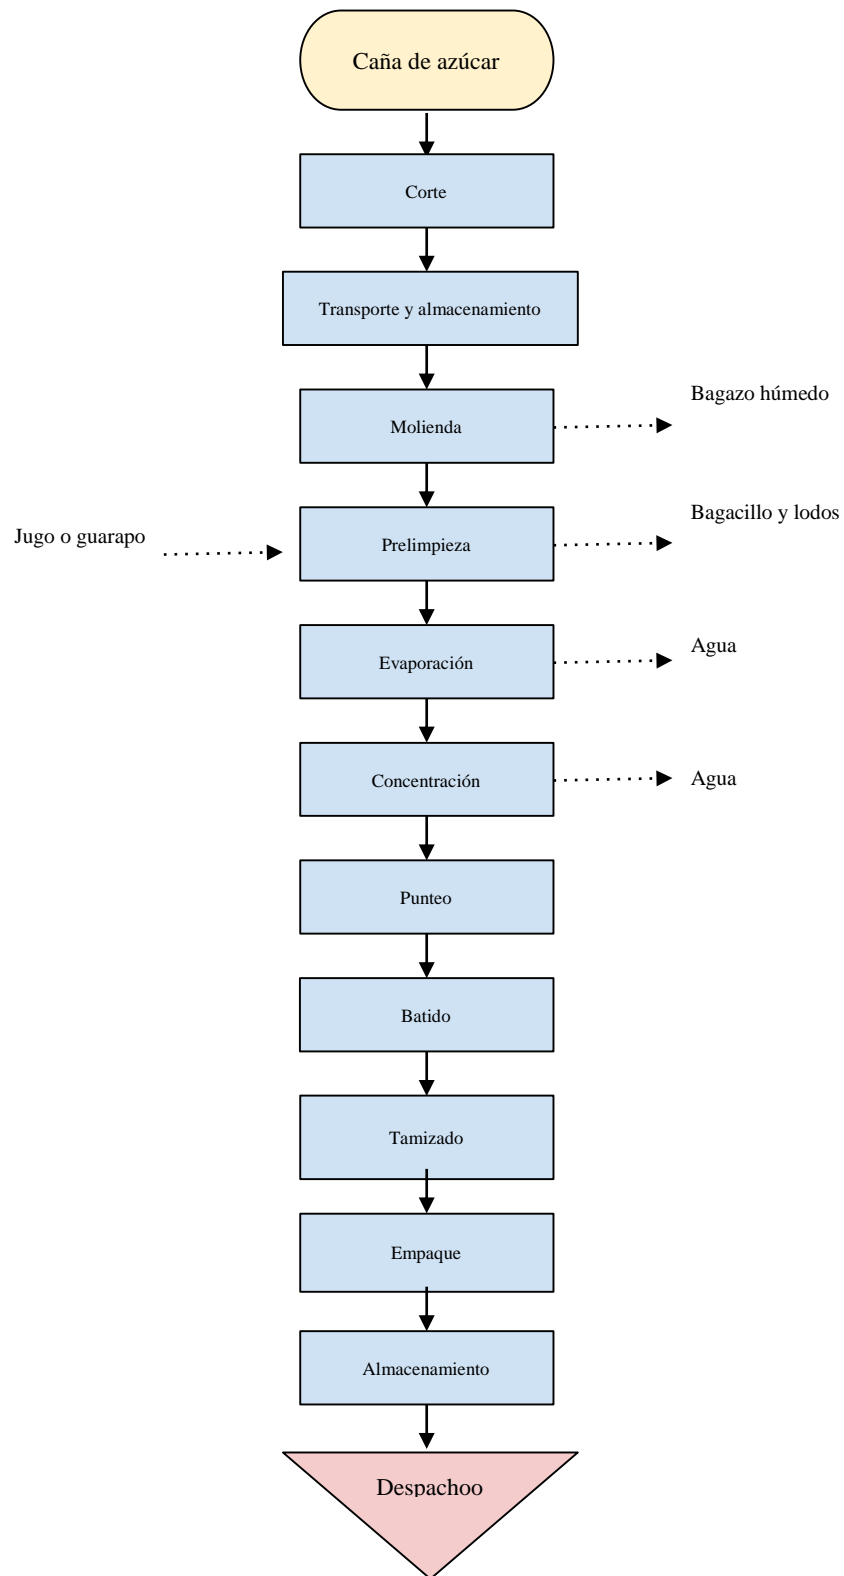 Caña de azúcar
Corte
Transporte y almacenamiento
Molienda
Bagazo húmedo
Jugo o guarapo
Prelimpieza
Bagacillo y lodos
Evaporación
Agua
Concentración
Agua
Punteo
Batido
Tamizado
Empaque
Almacenamiento
Despachoo